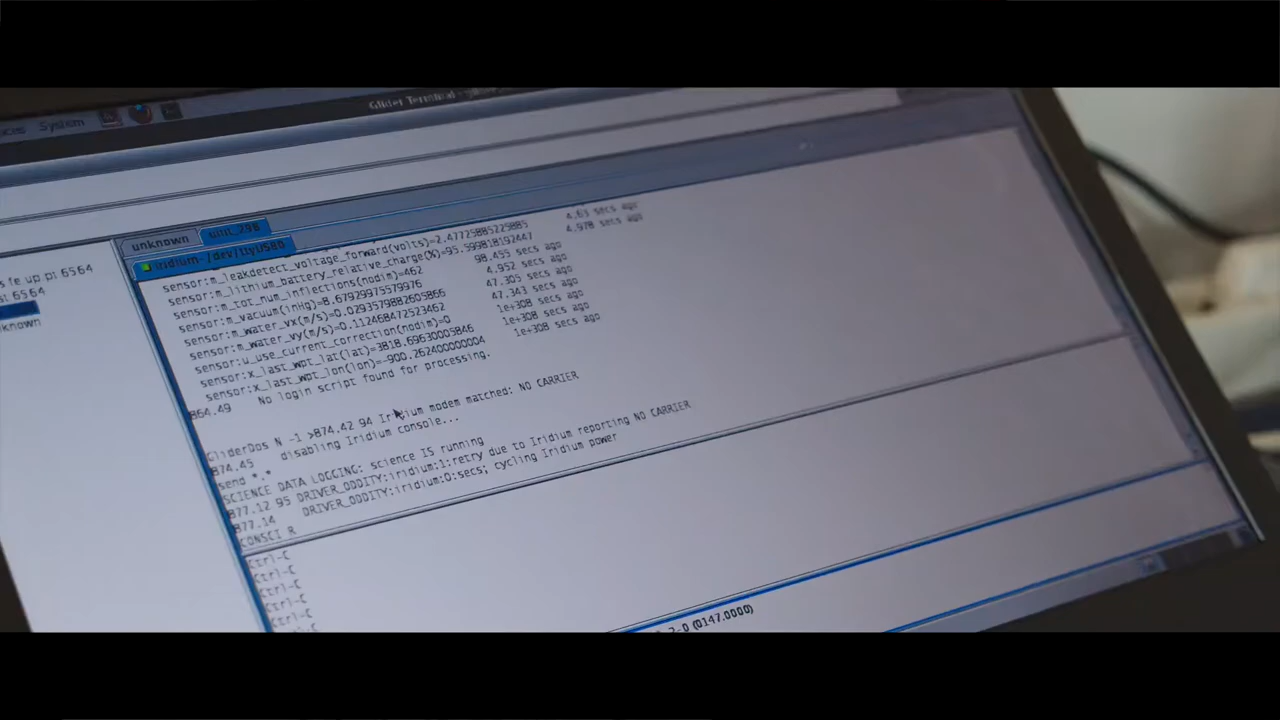 System
Glider Terminal
unknown
iridium-/dev/ttyUSB0
s fe up pi 6564
st 6564
known
sensor:m_leakdetect_voltage_forward(volts)=2.47725885225885 4.63 secs ago
sensor:m_lithium_battery_relative_charge(%)=95.599818192447 4.978 secs ago
sensor:m_tot_num_inflections(nodim)=462 98.455 secs ago
sensor:m_vacuum(inHg)=8.67929975579976 4.952 secs ago
sensor:m_water_vx(m/s)=0.0293579882605866 47.305 secs ago
sensor:m_water_vy(m/s)=0.112468472523462 47.343 secs ago
sensor:u_use_current_correction(nodim)=0 1e+308 secs ago
sensor:x_last_wpt_lat(lat)=3818.69630005846 1e+308 secs ago
sensor:x_last_wpt_lon(lon)=-900.262400000004 1e+308 secs ago
864.49 No login script found for processing.
GliderDos N -1 >874.42 94 Iridium modem matched: NO CARRIER
874.45 disabling Iridium console...
send *.*
SCIENCE DATA LOGGING: science IS running
877.12 95 DRIVER_ODDITY:iridium:1:retry due to Iridium reporting NO CARRIER
877.14 DRIVER_ODDITY:iridium:0:secs; cycling Iridium power
CONSCI R
Ctrl-C
Ctrl-C
Ctrl-C
Ctrl-C
Ctrl-C
2-0 (0147.0000)